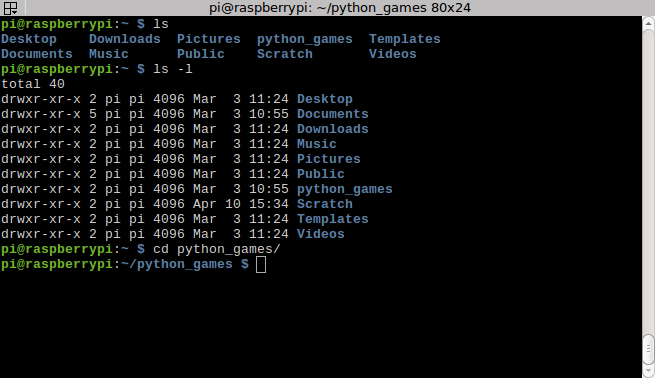 pi@raspberrypi: ~/python_games 80x24
pi@raspberrypi:~ $ ls
Desktop    Downloads  Pictures  python_games  Templates
Documents  Music      Public    Scratch       Videos
pi@raspberrypi:~ $ ls -l
total 40
drwxr-xr-x 2 pi pi 4096 Mar  3 11:24 Desktop
drwxr-xr-x 5 pi pi 4096 Mar  3 10:55 Documents
drwxr-xr-x 2 pi pi 4096 Mar  3 11:24 Downloads
drwxr-xr-x 2 pi pi 4096 Mar  3 11:24 Music
drwxr-xr-x 2 pi pi 4096 Mar  3 11:24 Pictures
drwxr-xr-x 2 pi pi 4096 Mar  3 11:24 Public
drwxr-xr-x 2 pi pi 4096 Mar  3 10:55 python_games
drwxr-xr-x 2 pi pi 4096 Apr 10 15:34 Scratch
drwxr-xr-x 2 pi pi 4096 Mar  3 11:24 Templates
drwxr-xr-x 2 pi pi 4096 Mar  3 11:24 Videos
pi@raspberrypi:~ $ cd python_games/
pi@raspberrypi:~/python_games $